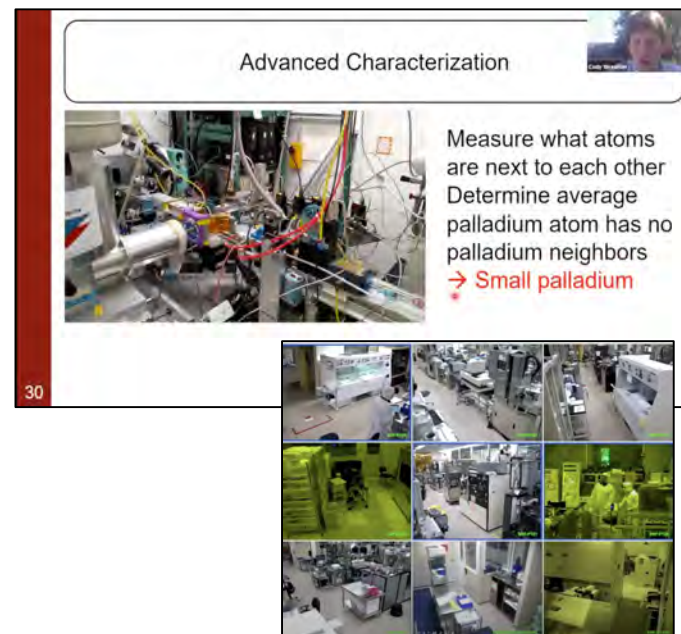 Advanced Characterization
Measure what atoms
are next to each other
Determine average
palladium atom has no
palladium neighbors
→ Small palladium
30